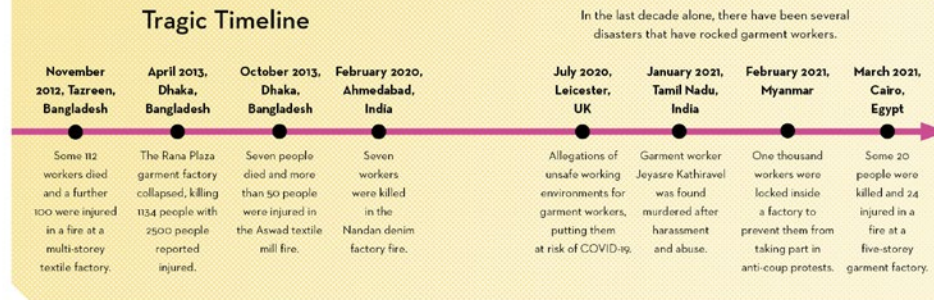 Tragic Timeline
In the last decade alone, there have been several
disasters that have rocked garment workers.
November
2012, Tazreen,
Bangladesh
Some 112
workers died
and a further
100 were injured
in a fire at a
multi-storey
textile factory.
April 2013,
Dhaka,
Bangladesh
The Rana Plaza
garment factory
collapsed, killing
1134 people with
2500 people
reported
injured.
October 2013,
Dhaka,
Bangladesh
Seven people
died and more
than 50 people
were injured in
the Aswad textile
mill fire.
February 2020,
Ahmedabad,
India
Seven
workers
were killed
in the
Nandan denim
factory fire.
July 2020,
Leicester,
UK
Allegations of
unsafe working
environments for
garment workers,
putting them
at risk of COVID-19.
January 2021,
Tamil Nadu,
India
Garment worker
Jeyasre Kathiravel
was found
murdered after
harassment
and abuse.
February 2021,
Myanmar
One thousand
workers were
locked inside
a factory to
prevent them from
taking part in
anti-coup protests.
March 2021,
Cairo,
Egypt
Some 20
people were
killed and 24
injured in a
fire at a
five-storey
garment factory.